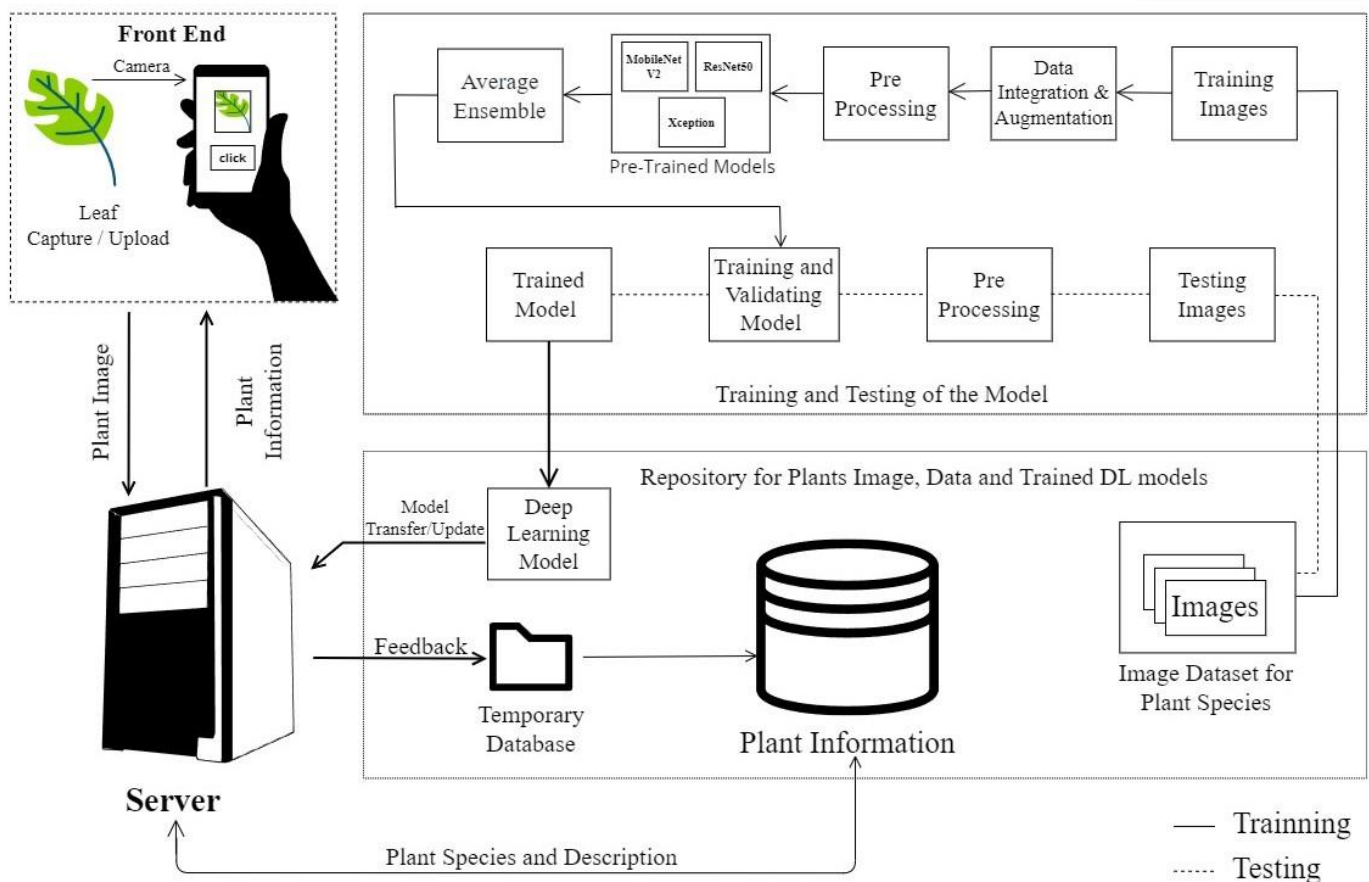 Front End
Camera
click
Leaf
Capture / Upload
Average
Ensemble
MobileNet
V2
ResNet50
Xception
Pre-Trained Models
Pre
Processing
Data
Integration &
Augmentation
Training
Images
Trained
Model
Training and
Validating
Model
Pre
Processing
Testing
Images
Training and Testing of the Model
Plant Image
Plant
Information
Repository for Plants Image, Data and Trained DL models
Model
Transfer/Update
Deep
Learning
Model
Feedback
Temporary
Database
Plant Information
Images
Image Dataset for
Plant Species
Server
Plant Species and Description
Trainning
Testing